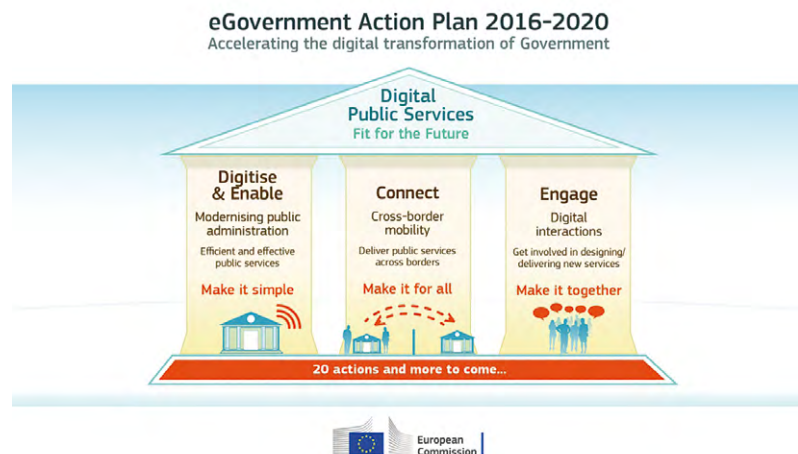 eGovernment Action Plan 2016-2020
Accelerating the digital transformation of Government
Digital
Public Services
Fit for the Future
Digitise
& Enable
Modernising public
administration
Efficient and effective
public services
Make it simple
Connect
Cross-border
mobility
Deliver public services
across borders
Make it for all
Engage
Digital
interactions
Get involved in designing/
delivering new services
Make it together
20 actions and more to come...
European
Commission